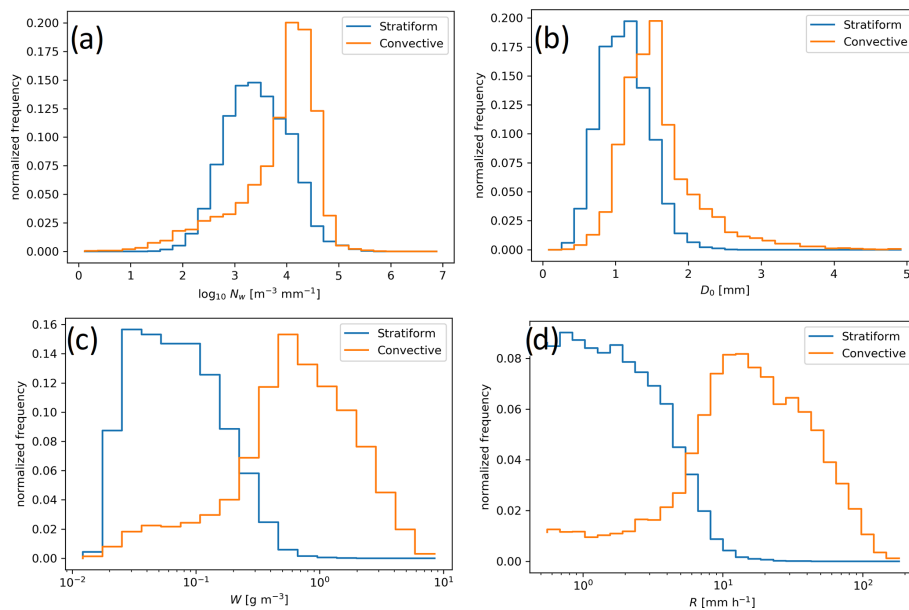 (a)
0.200
0.175
0.150
0.125
0.100
0.075
0.050
0.025
0.000
normalized frequency
Stratiform
Convective
0 1 2 3 4 5 6 7
log₁₀ N_w [m⁻³ mm⁻¹]
(b)
0.200
0.175
0.150
0.125
0.100
0.075
0.050
0.025
0.000
normalized frequency
Stratiform
Convective
0 1 2 3 4 5
D₀ [mm]
(c)
0.16
0.14
0.12
0.10
0.08
0.06
0.04
0.02
0.00
normalized frequency
Stratiform
Convective
10⁻² 10⁻¹ 10⁰ 10¹
W [g m⁻³]
(d)
0.08
0.06
0.04
0.02
0.00
normalized frequency
Stratiform
Convective
10⁰ 10¹ 10²
R [mm h⁻¹]